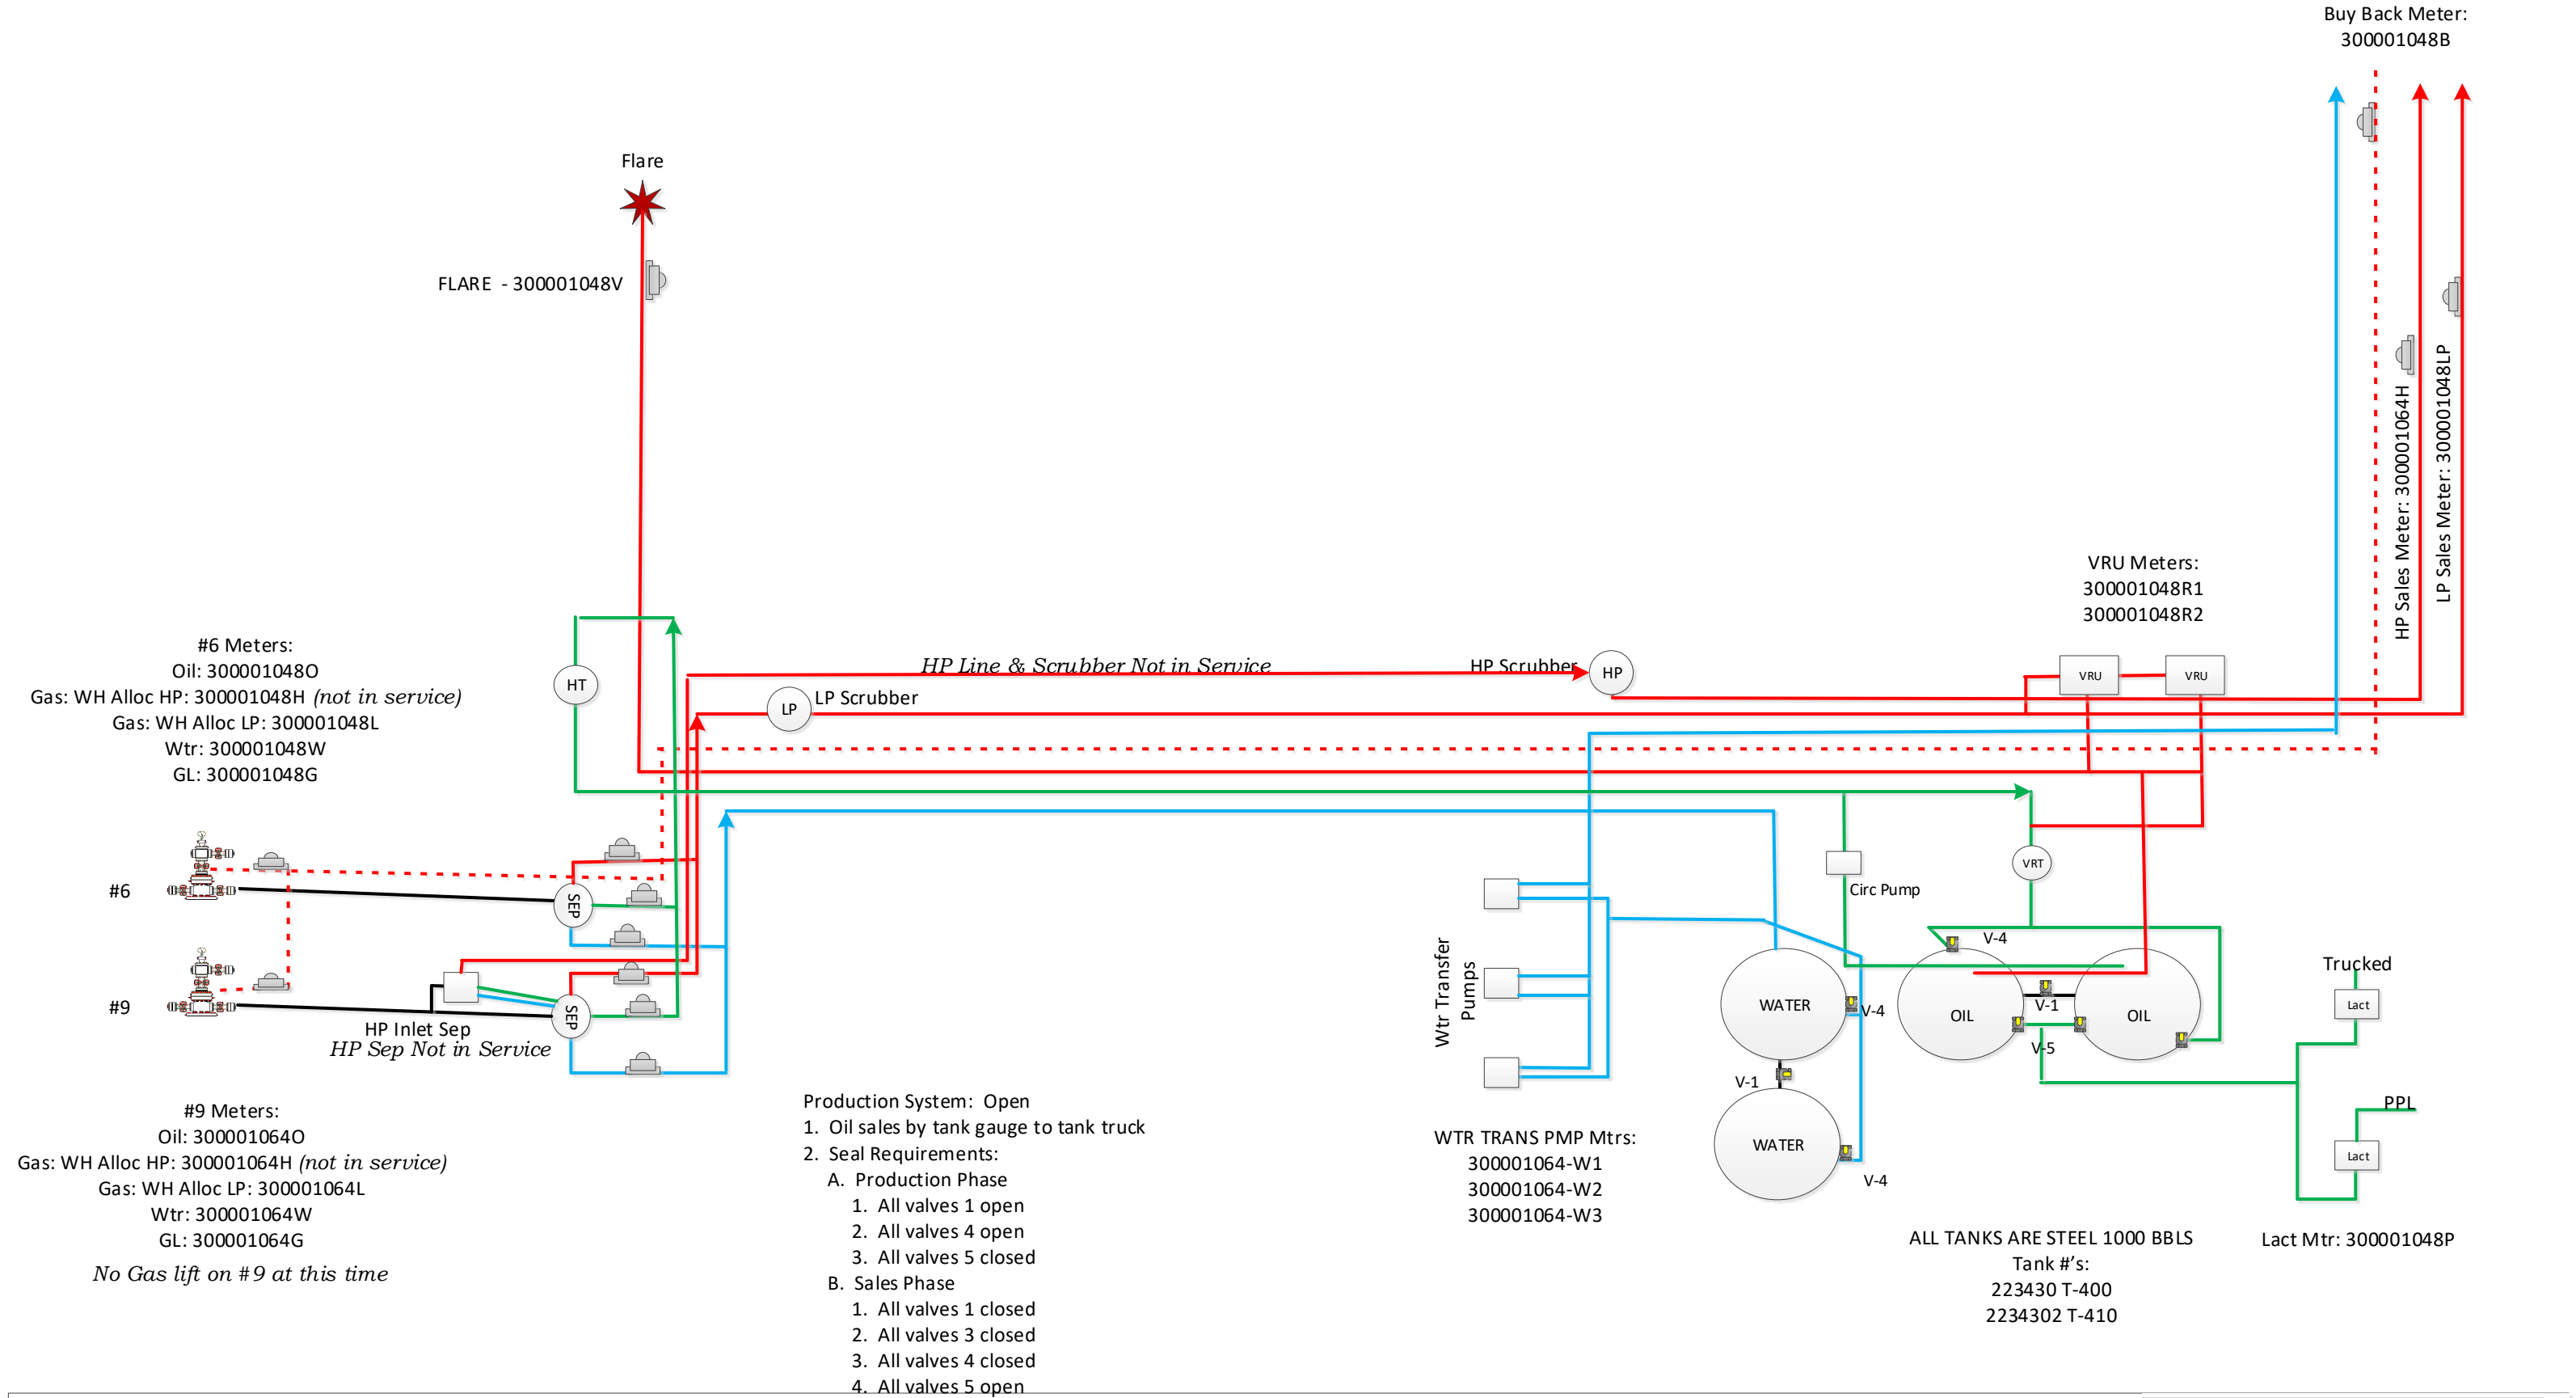 Buy Back Meter:
300001048B
Flare
FLARE  - 300001048V
HP Sales Meter: 300001064H
LP Sales Meter: 300001048LP
VRU Meters:
300001048R1
300001048R2
#6 Meters:
Oil: 300001048O
Gas: WH Alloc HP: 300001048H (not in service)
Gas: WH Alloc LP: 300001048L
Wtr: 300001048W
GL: 300001048G
HT
HP Line & Scrubber Not in Service
HP Scrubber
HP
LP
LP Scrubber
VRU
VRU
#6
SEP
#9
SEP
HP Inlet Sep
HP Sep Not in Service
Circ Pump
VRT
Wtr Transfer
Pumps
V-4
WATER
V-4
V-1
WATER
V-4
OIL
V-1
OIL
V-5
Trucked
Lact
PPL
Lact
#9 Meters:
Oil: 300001064O
Gas: WH Alloc HP: 300001064H (not in service)
Gas: WH Alloc LP: 300001064L
Wtr: 300001064W
GL: 300001064G
No Gas lift on #9 at this time
Production System:  Open
1.  Oil sales by tank gauge to tank truck
2.  Seal Requirements:
A.  Production Phase
1.  All valves 1 open
2.  All valves 4 open
3.  All valves 5 closed
B.  Sales Phase
1.  All valves 1 closed
2.  All valves 3 closed
3.  All valves 4 closed
4.  All valves 5 open
WTR TRANS PMP Mtrs:
300001064-W1
300001064-W2
300001064-W3
ALL TANKS ARE STEEL 1000 BBLS
Tank #’s:
223430 T-400
2234302 T-410
Lact Mtr: 300001048P